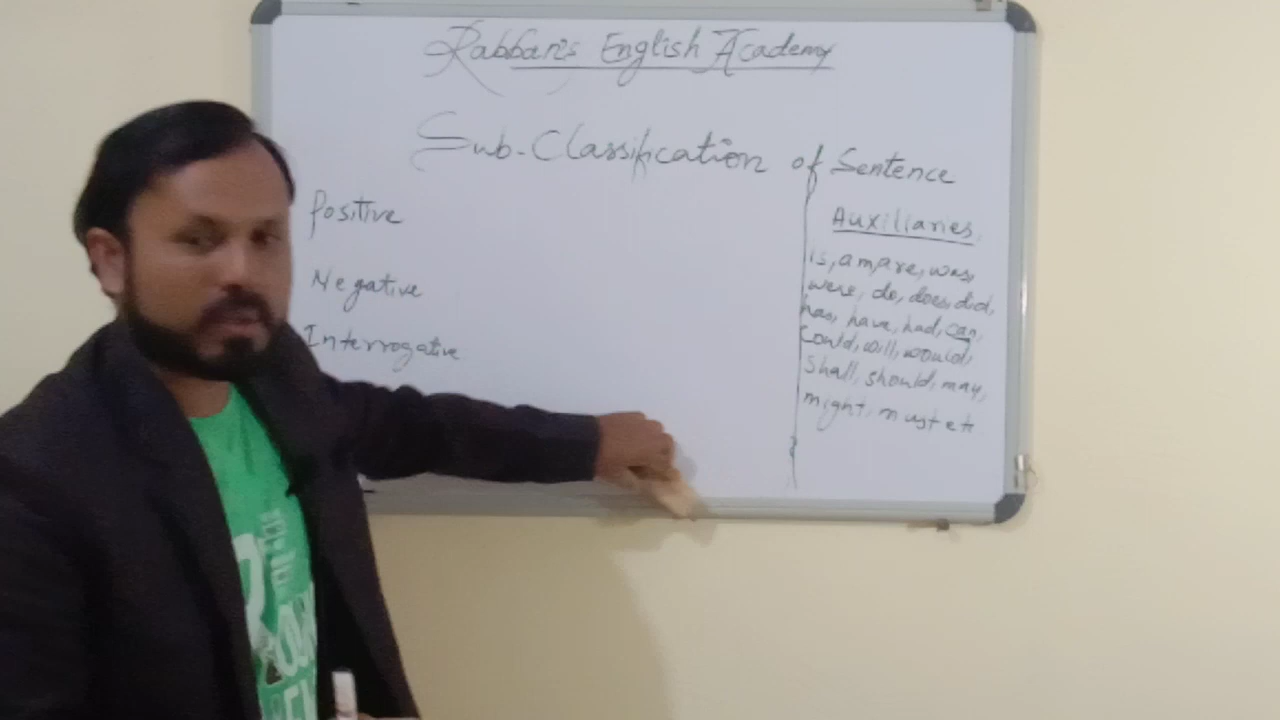 Rabban's English Academy
Sub-Classification of Sentence
Positive
Negative
Interrogative
Auxiliaries
is, am, are, was,
were, do, does, did,
has, have, had, can,
Could, will, would,
Shall, should, may,
might, must etc